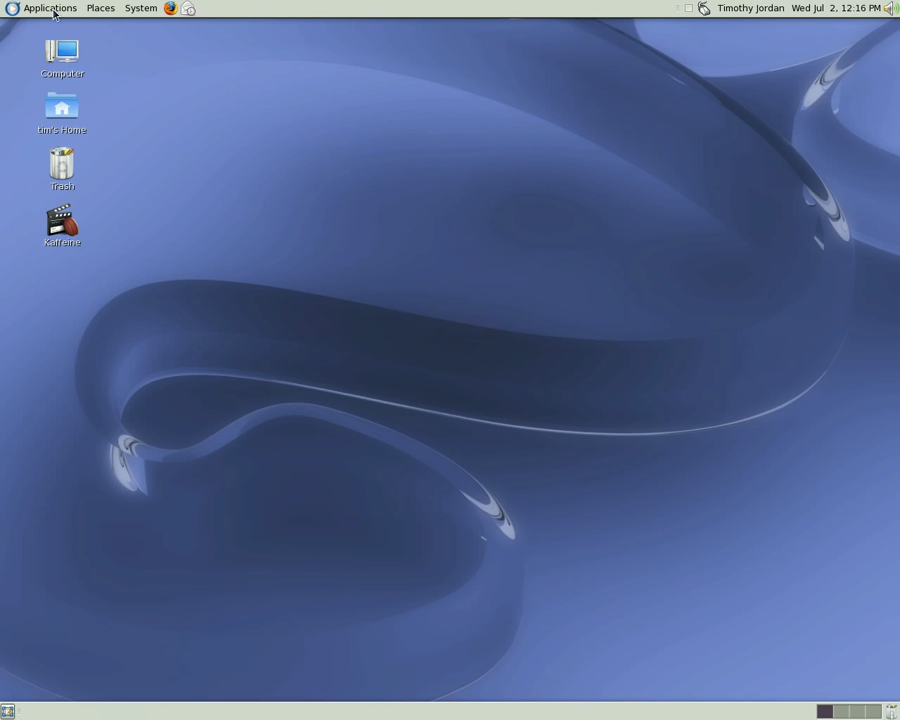 Applications Places System Timothy Jordan Wed Jul 2, 12:16 PM
Computer
tim's Home
Trash
Kaffeine